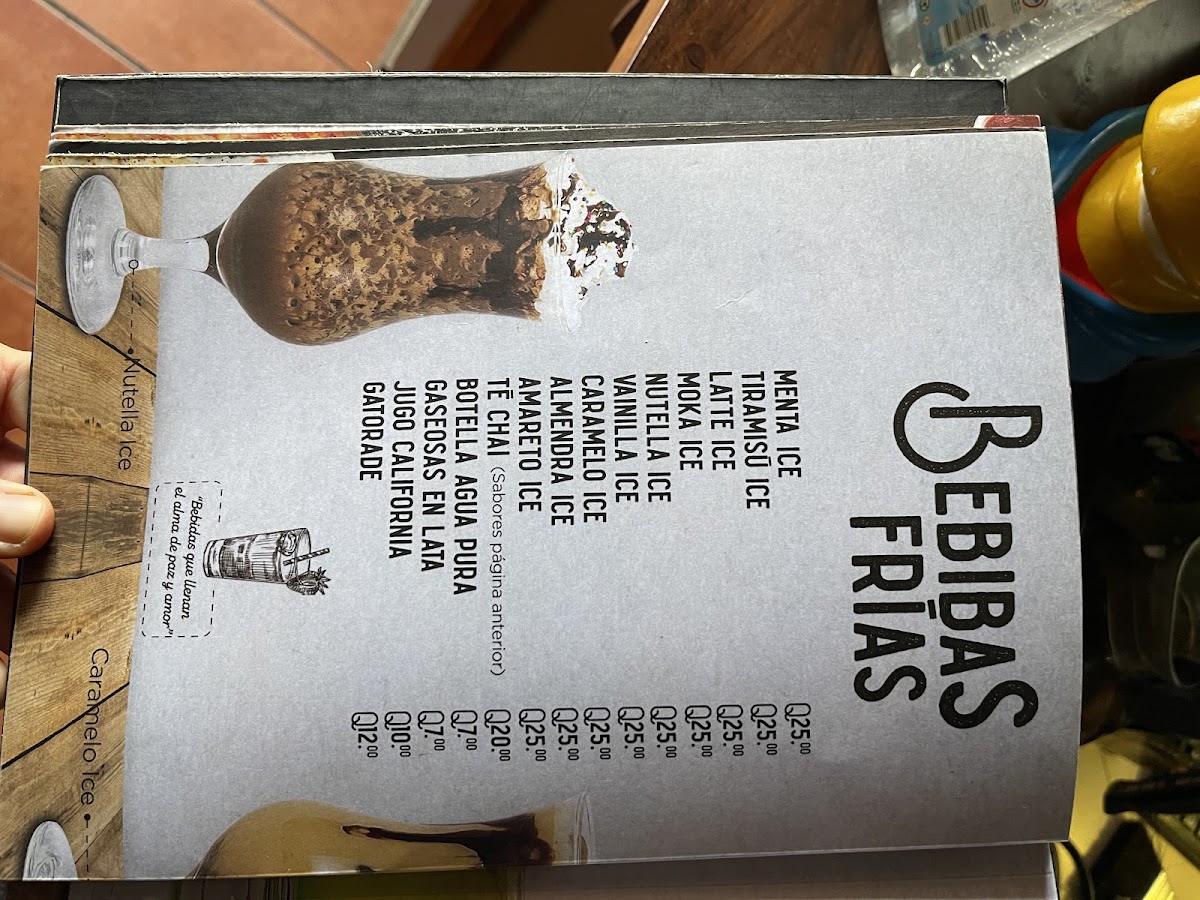 BEBIBAS
FRÍAS
MENTA ICE Q25.00
TIRAMISÚ ICE Q25.00
LATTE ICE Q25.00
MOKA ICE Q25.00
NUTELLA ICE Q25.00
VAINILLA ICE Q25.00
CARAMELO ICE Q25.00
ALMENDRA ICE Q25.00
AMARETO ICE Q25.00
TÉ CHAI (Sabores página anterior) Q20.00
BOTELLA AGUA PURA Q7.00
GASEOSAS EN LATA Q7.00
JUGO CALIFORNIA Q10.00
GATORADE Q12.00
"Bebidas que llenan
el alma de paz y amor"
Nutella Ice
Caramelo Ice